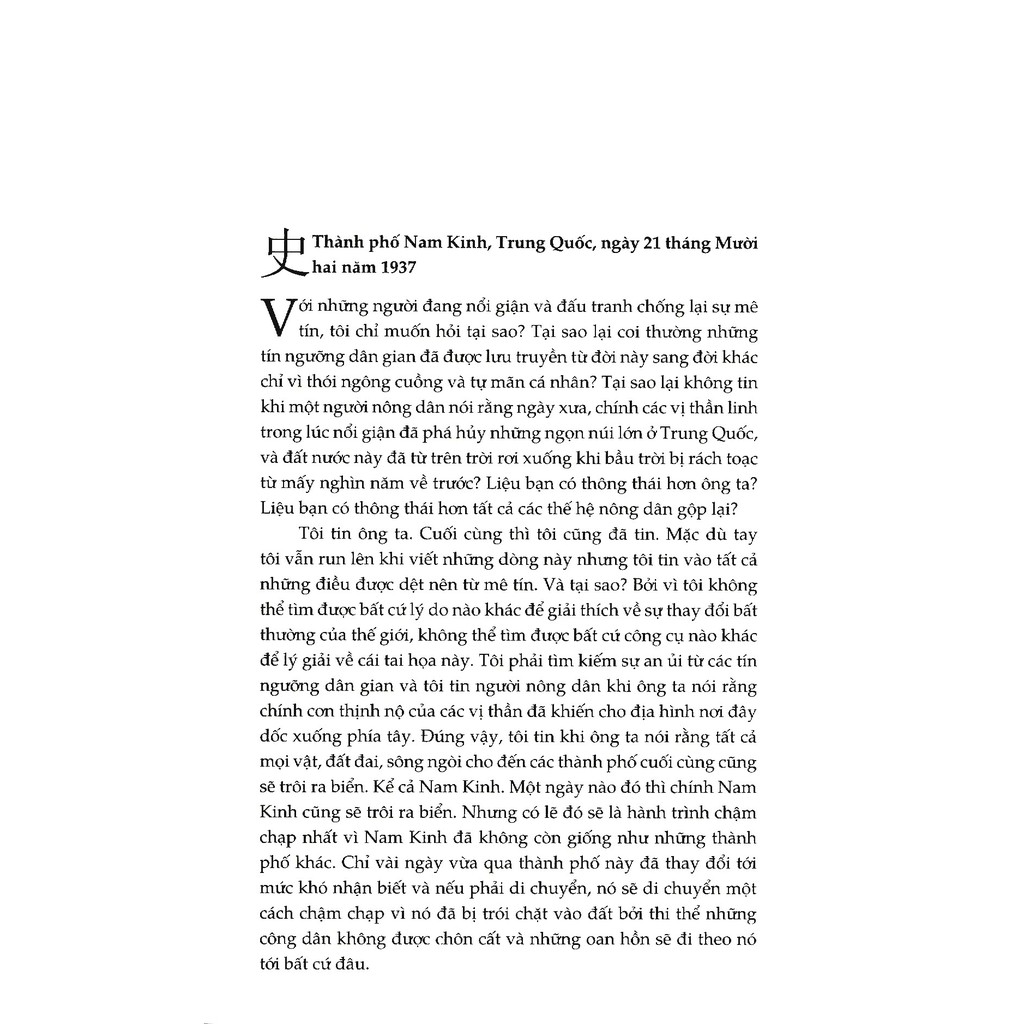 史 Thành phố Nam Kinh, Trung Quốc, ngày 21 tháng Mười
hai năm 1937
Với những người đang nổi giận và đấu tranh chống lại sự mê
tín, tôi chỉ muốn hỏi tại sao? Tại sao lại coi thường những
tín ngưỡng dân gian đã được lưu truyền từ đời này sang đời khác
chỉ vì thói ngông cuồng và tự mãn cá nhân? Tại sao lại không tin
khi một người nông dân nói rằng ngày xưa, chính các vị thần linh
trong lúc nổi giận đã phá hủy những ngọn núi lớn ở Trung Quốc,
và đất nước này đã từ trên trời rơi xuống khi bầu trời bị rách toạc
từ mấy nghìn năm về trước? Liệu bạn có thông thái hơn ông ta?
Liệu bạn có thông thái hơn tất cả các thế hệ nông dân gộp lại?
Tôi tin ông ta. Cuối cùng thì tôi cũng đã tin. Mặc dù tay
tôi vẫn run lên khi viết những dòng này nhưng tôi tin vào tất cả
những điều được dệt nên từ mê tín. Và tại sao? Bởi vì tôi không
thể tìm được bất cứ lý do nào khác để giải thích về sự thay đổi bất
thường của thế giới, không thể tìm được bất cứ công cụ nào khác
để lý giải về cái tai họa này. Tôi phải tìm kiếm sự an ủi từ các tín
ngưỡng dân gian và tôi tin người nông dân khi ông ta nói rằng
chính cơn thịnh nộ của các vị thần đã khiến cho địa hình nơi đây
dốc xuống phía tây. Đúng vậy, tôi tin khi ông ta nói rằng tất cả
mọi vật, đất đai, sông ngòi cho đến các thành phố cuối cùng cũng
sẽ trôi ra biển. Kể cả Nam Kinh. Một ngày nào đó thì chính Nam
Kinh cũng sẽ trôi ra biển. Nhưng có lẽ đó sẽ là hành trình chậm
chạp nhất vì Nam Kinh đã không còn giống như những thành
phố khác. Chỉ vài ngày vừa qua thành phố này đã thay đổi tới
mức khó nhận biết và nếu phải di chuyển, nó sẽ di chuyển một
cách chậm chạp vì nó đã bị trói chặt vào đất bởi thi thể những
công dân không được chôn cất và những oan hồn sẽ đi theo nó
tới bất cứ đâu.